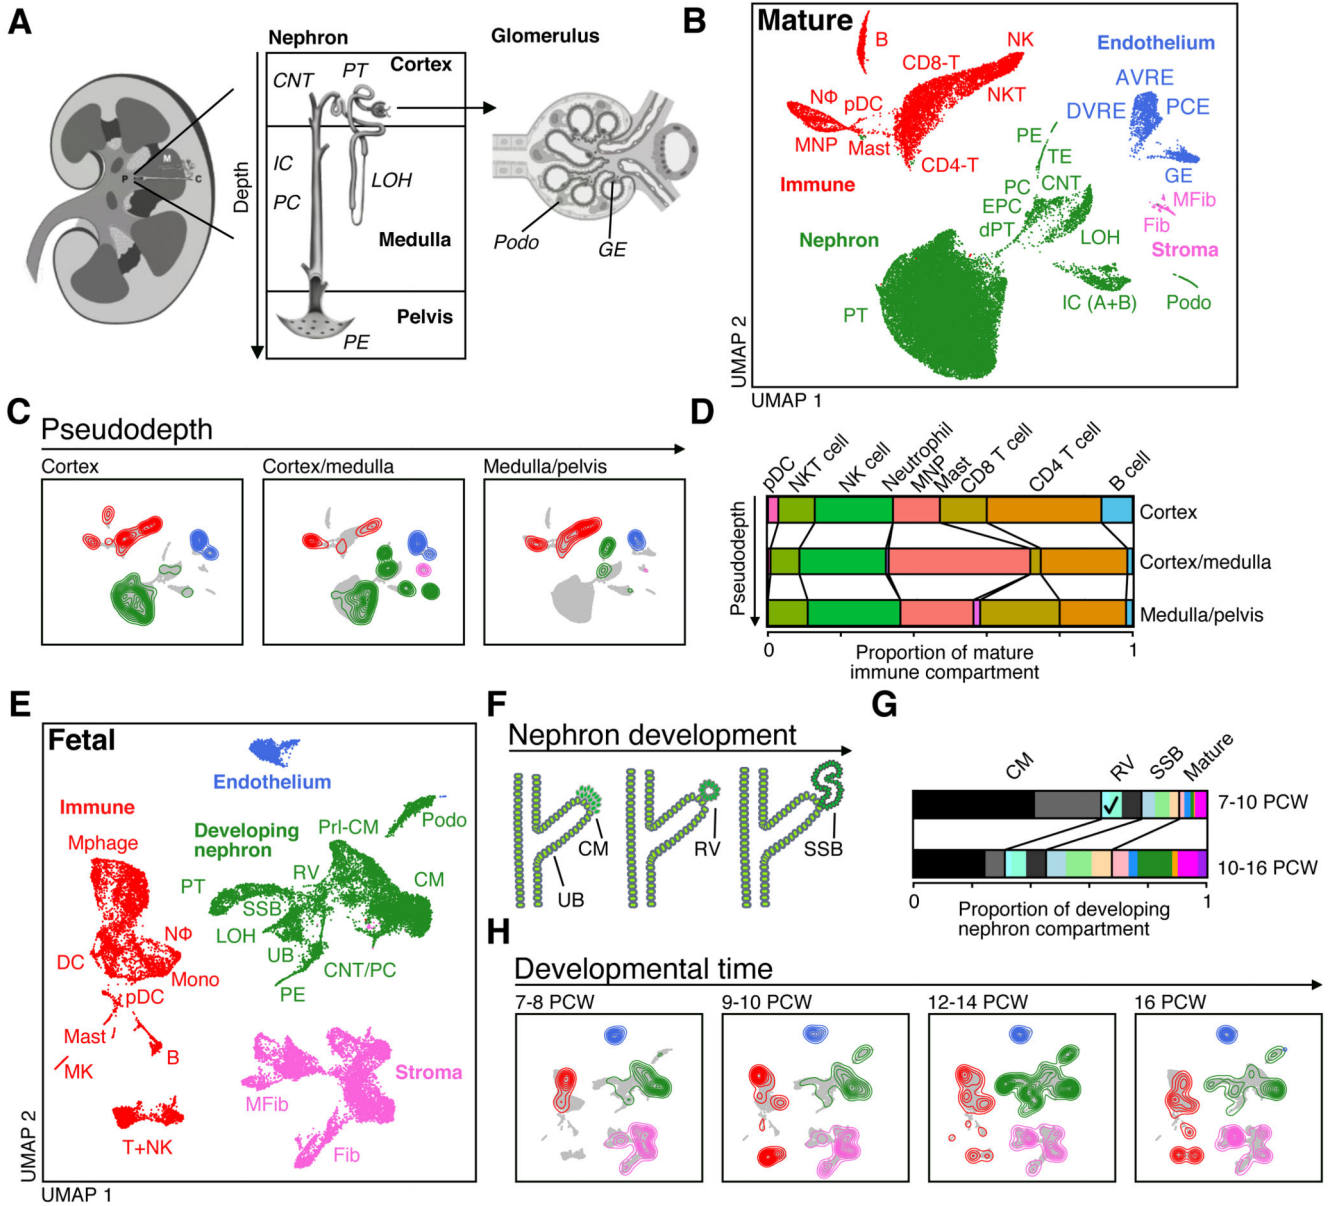 A
Nephron
Glomerulus
Cortex
CNT
PT
M
P
C
Depth
IC
PC
LOH
Medulla
Podo
GE
Pelvis
PE
B
Mature
B
NK
Endothelium
CD8-T
AVRE
NΦ
pDC
NKT
DVRE
PCE
MNP
Mast
PE
TE
CD4-T
GE
Immune
PC
CNT
MFib
EPC
Fib
dPT
Nephron
LOH
Stroma
IC (A+B)
Podo
PT
UMAP 2
UMAP 1
C
Pseudodepth
Cortex
Cortex/medulla
Medulla/pelvis
D
pDC
NKT cell
NK cell
Neutrophil
MNP
Mast
CD8 T cell
CD4 T cell
B cell
Pseudodepth
Cortex
Cortex/medulla
Medulla/pelvis
0
1
Proportion of mature
immune compartment
E
Fetal
Endothelium
Immune
Developing
nephron
Prl-CM
Podo
Mphage
RV
CM
PT
SSB
LOH
NΦ
UB
DC
Mono
CNT/PC
pDC
PE
Mast
B
MK
Stroma
MFib
T+NK
Fib
UMAP 2
UMAP 1
F
Nephron development
CM
RV
SSB
UB
G
CM
RV
SSB
Mature
✓
7-10 PCW
10-16 PCW
0
1
Proportion of developing
nephron compartment
H
Developmental time
7-8 PCW
9-10 PCW
12-14 PCW
16 PCW